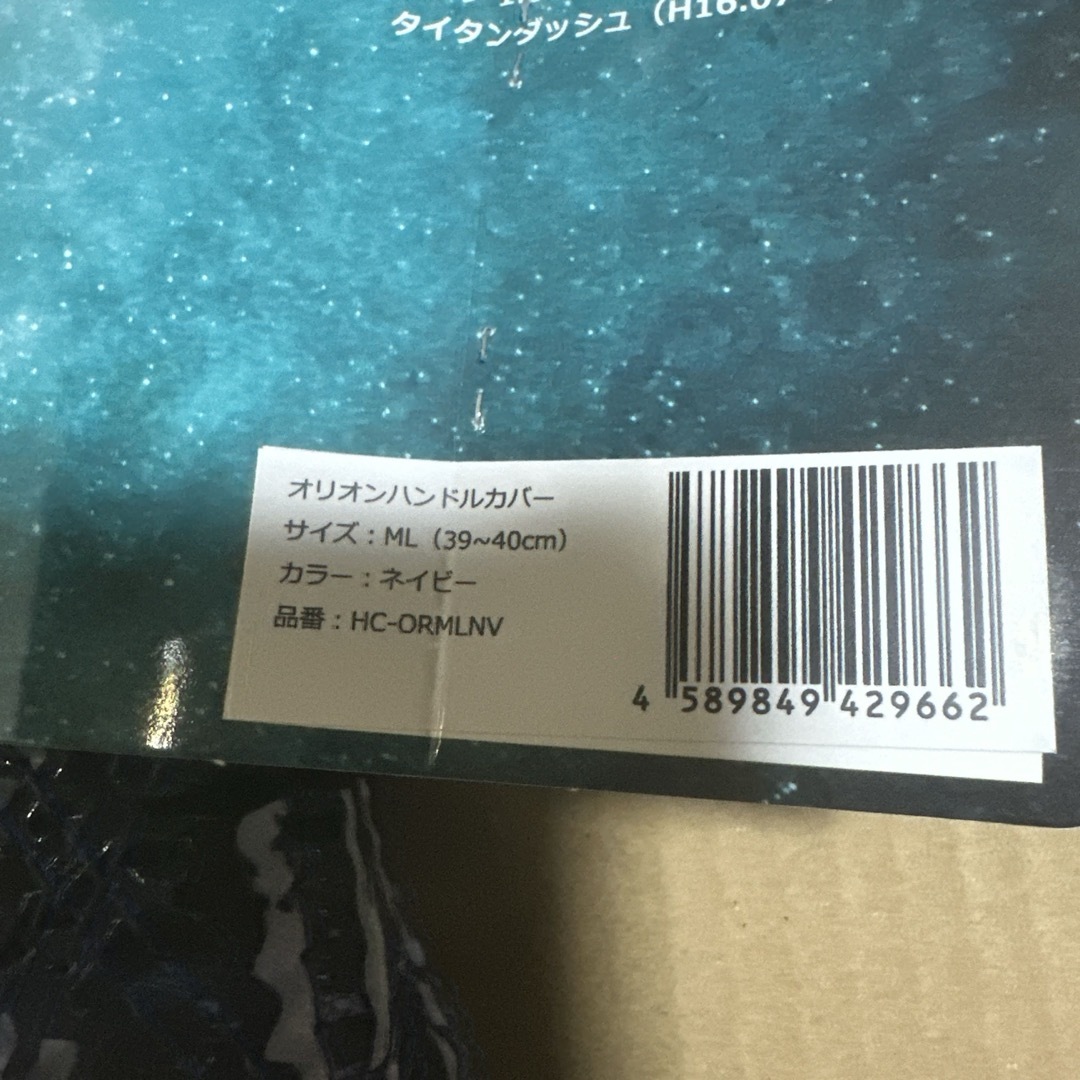 タイタンダッシュ（H16.07
オリオンハンドルカバー
サイズ：ML（39~40cm）
カラー：ネイビー
品番：HC-ORMLNV
4 589849 429662